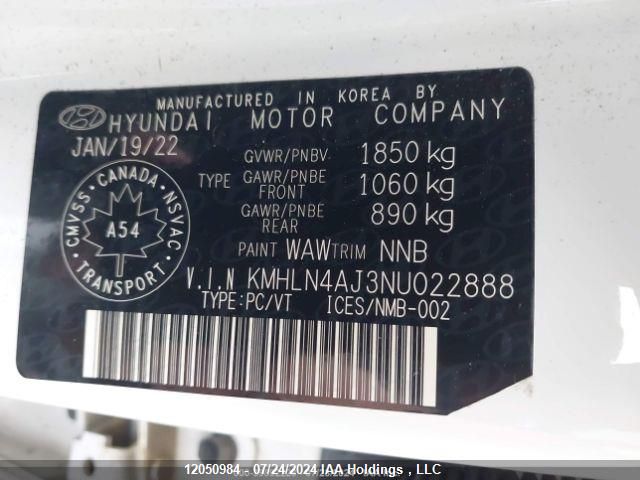 MANUFACTURED IN KOREA BY
HYUNDAI MOTOR COMPANY
JAN/19/22
GVWR/PNBV 1850 kg
TYPE GAWR/PNBE FRONT 1060 kg
GAWR/PNBE REAR 890 kg
CMVSS - CANADA - NSVAC
A54
TRANSPORT
PAINT WAW TRIM NNB
V.I.N KMHLN4AJ3NU022888
TYPE:PC/VT ICES/NMB-002
12050984 - 07/24/2024 IAA Holdings , LLC